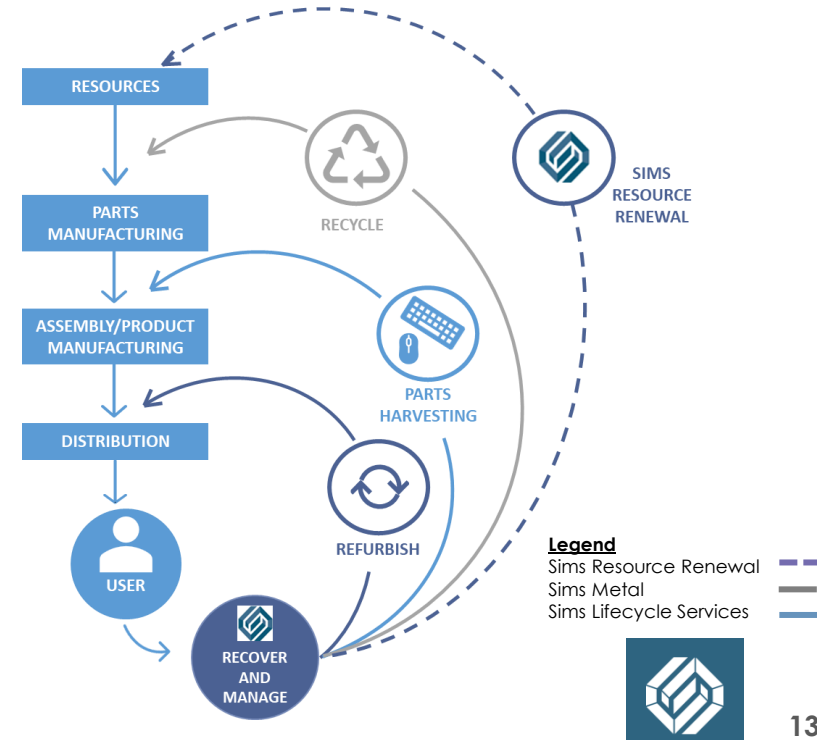 RESOURCES
RECYCLE
SIMS
RESOURCE
RENEWAL
PARTS
MANUFACTURING
ASSEMBLY/PRODUCT
MANUFACTURING
PARTS
HARVESTING
DISTRIBUTION
REFURBISH
USER
RECOVER
AND
MANAGE
Legend
Sims Resource Renewal
Sims Metal
Sims Lifecycle Services
13